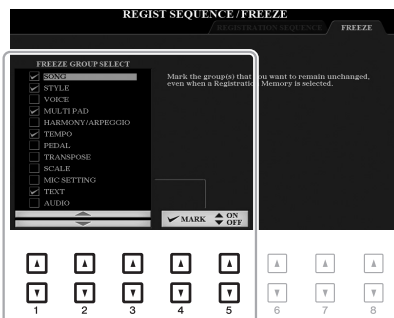 REGIST SEQUENCE/FREEZE
REGISTRATION SEQUENCE
FREEZE
FREEZE GROUP SELECT
SONG
STYLE
VOICE
MULTI PAD
HARMONY/ARPEGGIO
TEMPO
PEDAL
TRANSPOSE
SCALE
MIC SETTING
TEXT
AUDIO
Mark the group(s) that you want to remain unchanged,
even when a Registration Memory is selected.
MARK ON
OFF
1 2 3 4 5 6 7 8